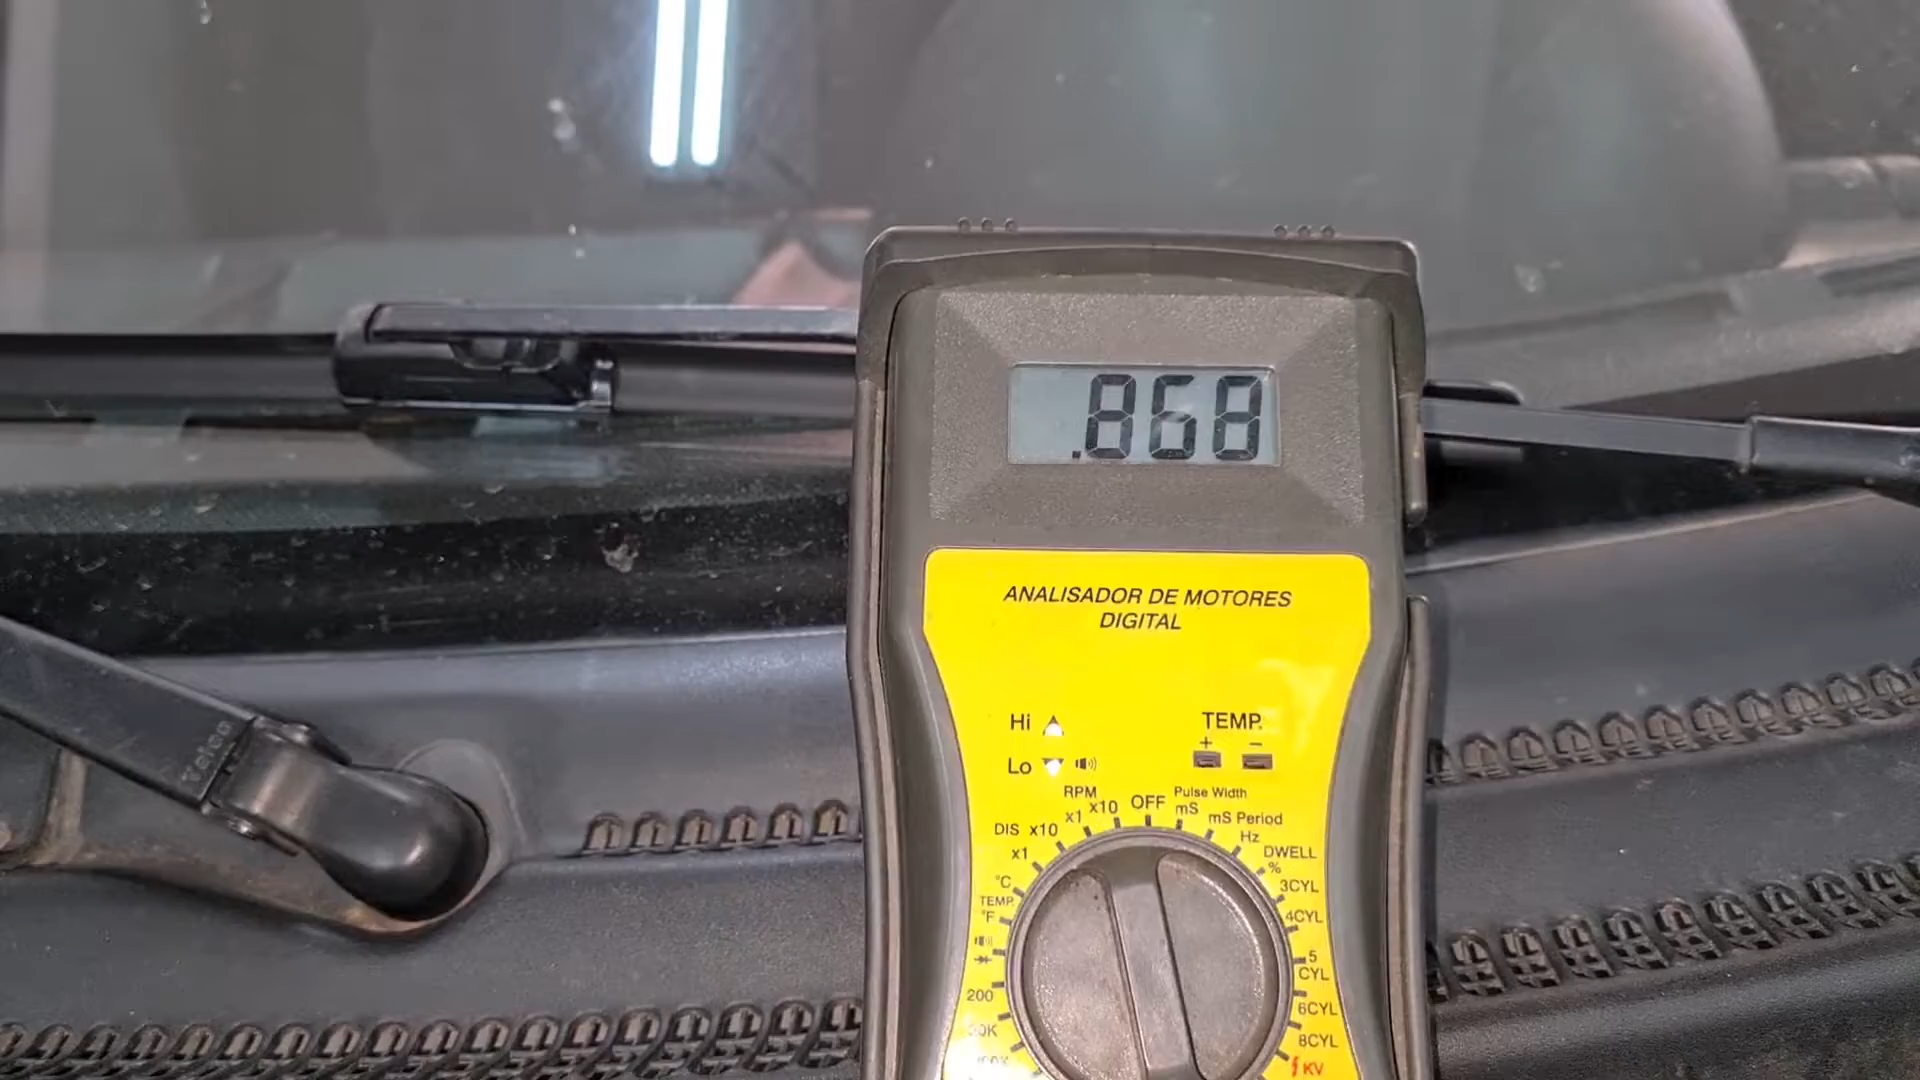 .868
ANALISADOR DE MOTORES
DIGITAL
Hi
Lo
TEMP.
+ −
RPM
x1 x10
OFF
Pulse Width
mS
mS Period
Hz
DIS x10
x1
DWELL
%
3CYL
4CYL
5
CYL
6CYL
8CYL
KV
°C
TEMP.
°F
200
Valeo